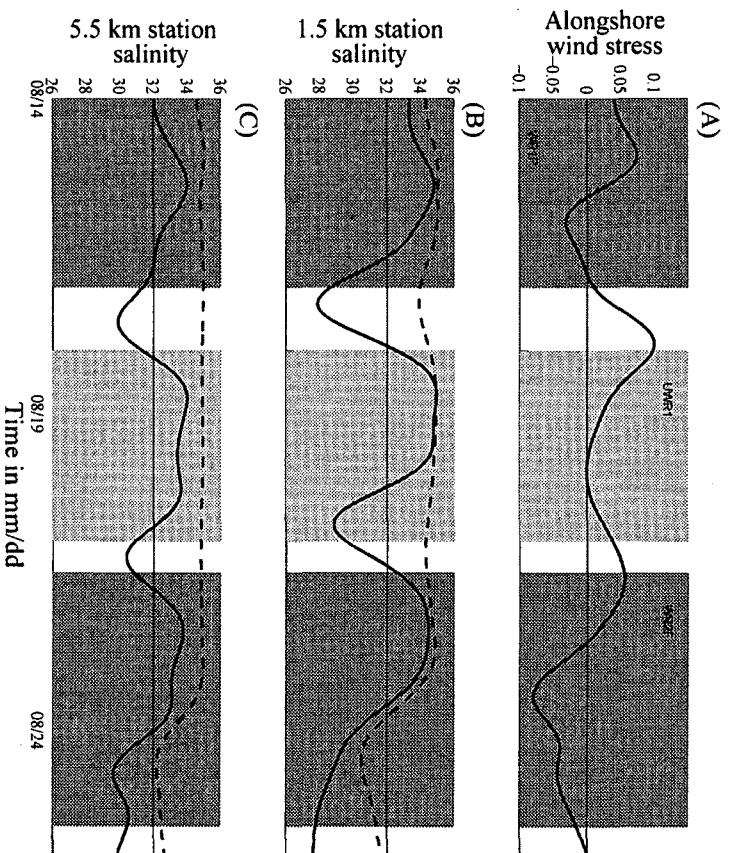 (A)
Alongshore
wind stress
0.1
0.05
0
-0.05
-0.1
UWR1
(B)
1.5 km station
salinity
36
34
32
30
28
26
(C)
5.5 km station
salinity
36
34
32
30
28
26
08/14
08/19
08/24
Time in mm/dd